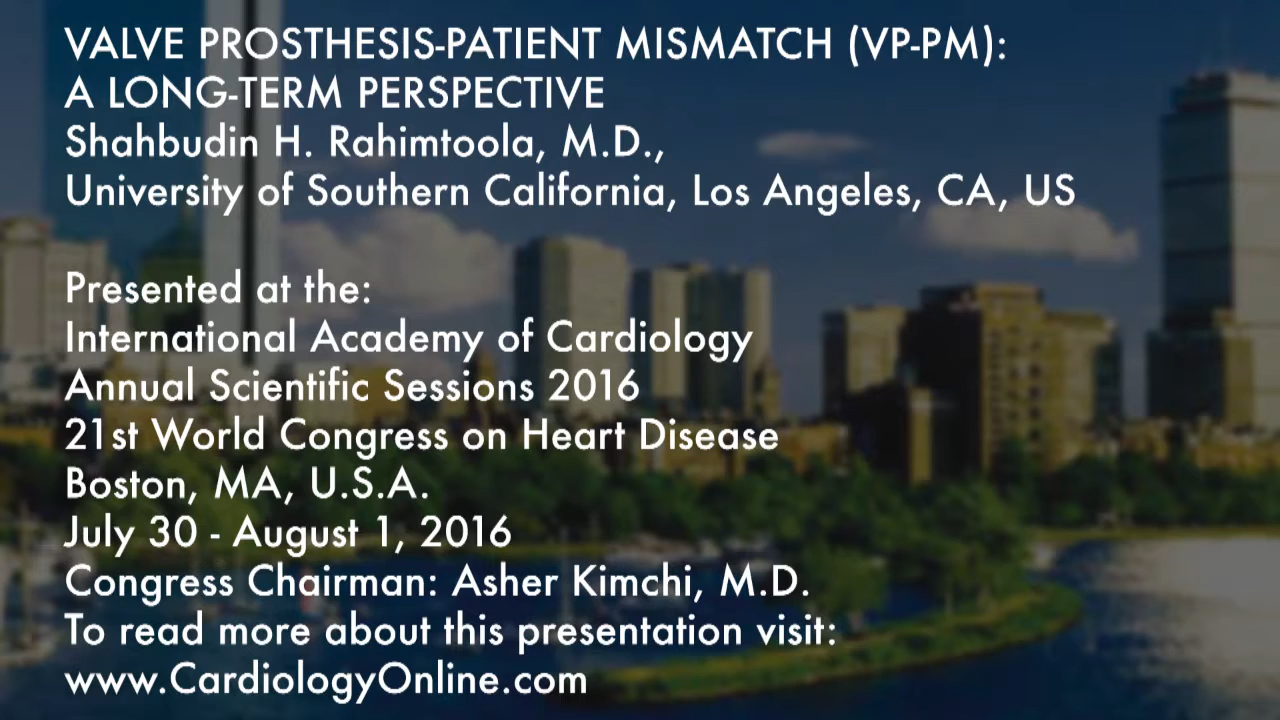 VALVE PROSTHESIS-PATIENT MISMATCH (VP-PM):
A LONG-TERM PERSPECTIVE
Shahbudin H. Rahimtoola, M.D.,
University of Southern California, Los Angeles, CA, US
Presented at the:
International Academy of Cardiology
Annual Scientific Sessions 2016
21st World Congress on Heart Disease
Boston, MA, U.S.A.
July 30 - August 1, 2016
Congress Chairman: Asher Kimchi, M.D.
To read more about this presentation visit:
www.CardiologyOnline.com